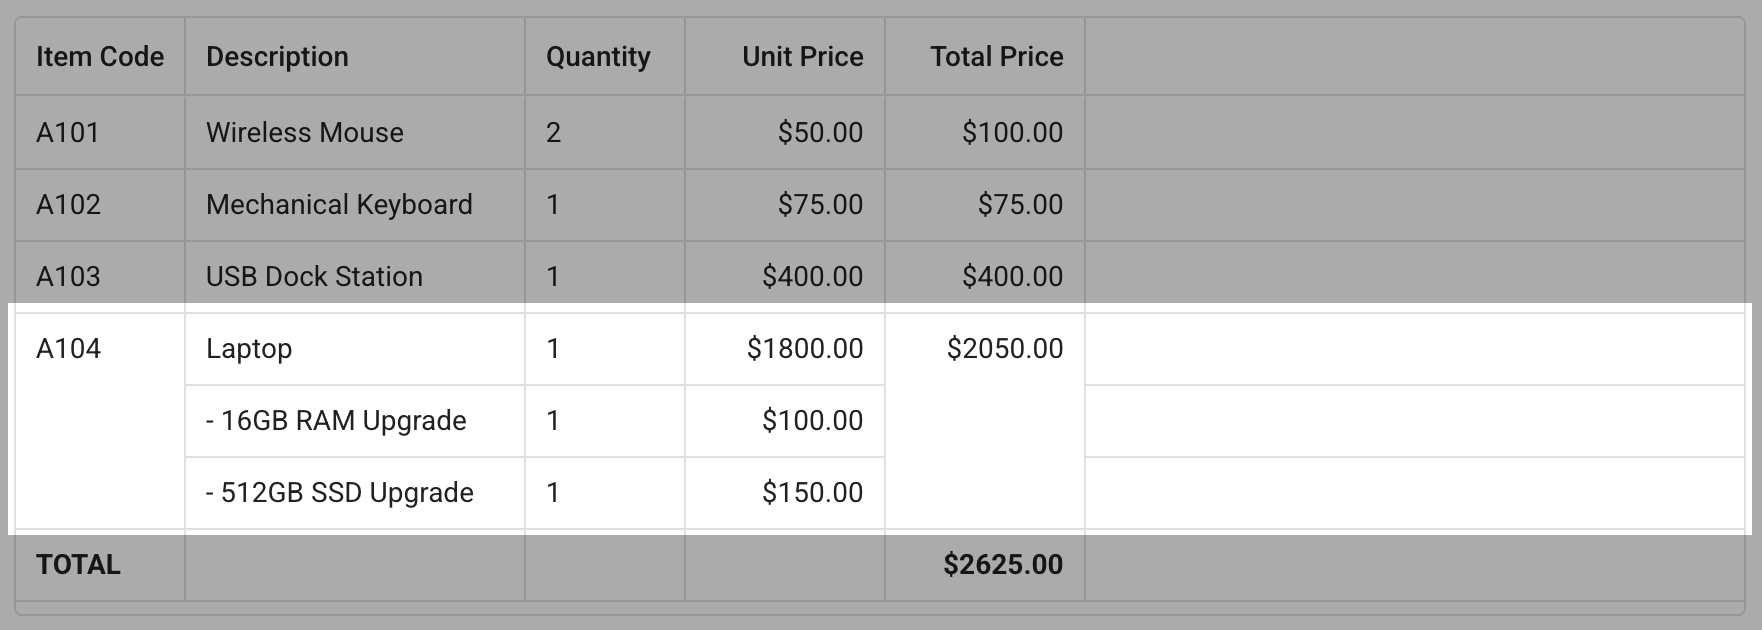 Item Code Description Quantity Unit Price Total Price
A101 Wireless Mouse 2 $50.00 $100.00
A102 Mechanical Keyboard 1 $75.00 $75.00
A103 USB Dock Station 1 $400.00 $400.00
A104 Laptop 1 $1800.00 $2050.00
- 16GB RAM Upgrade 1 $100.00
- 512GB SSD Upgrade 1 $150.00
TOTAL $2625.00